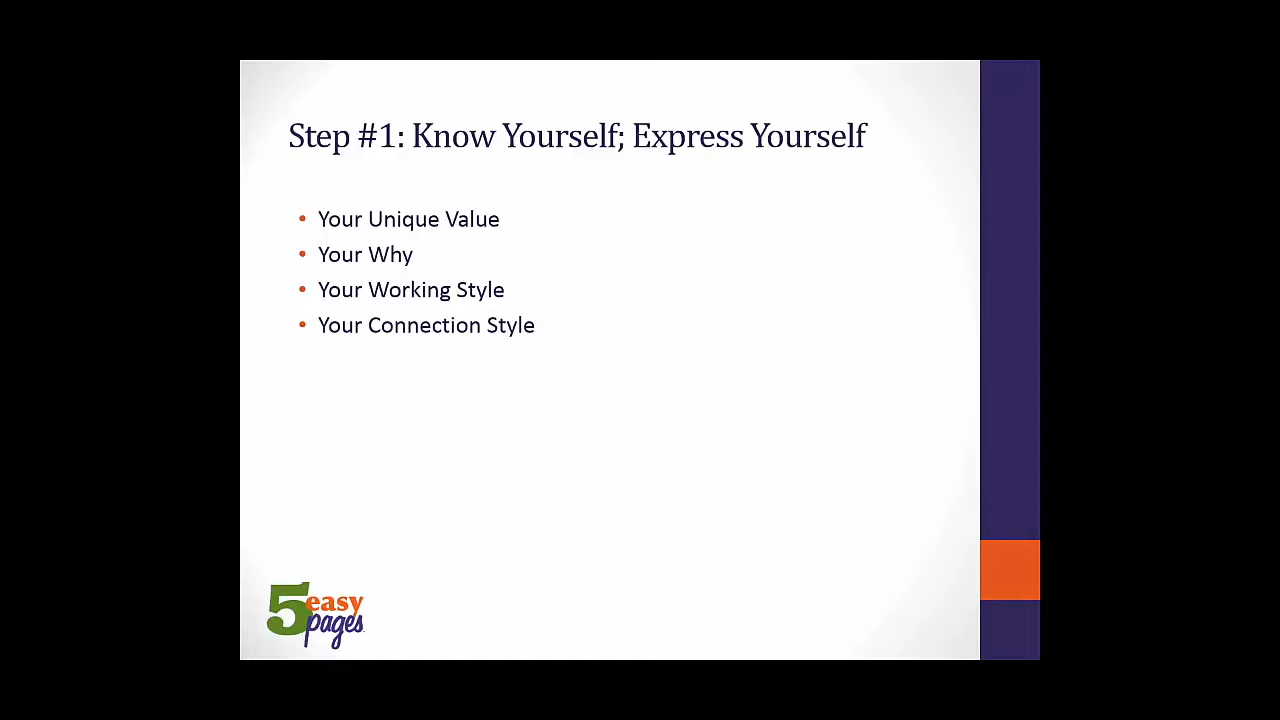 Step #1: Know Yourself; Express Yourself
• Your Unique Value
• Your Why
• Your Working Style
• Your Connection Style
5 easy
pages